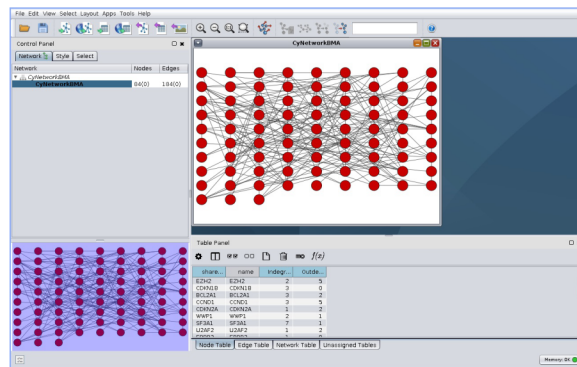 File Edit View Select Layout Apps Tools Help
Control Panel
Network Style Select
Network Nodes Edges
CyNetworkBMA
CyNetworkBMA 84(0) 184(0)
CyNetworkBMA
Table Panel
f(x)
share... name Indegr... Outde...
EZH2 EZH2 2 5
CDKN1B CDKN1B 3 0
BCL2A1 BCL2A1 3 2
CCND1 CCND1 3 5
CDKN2A CDKN2A 1 2
WWP1 WWP1 2 1
SF3A1 SF3A1 7 1
U2AF2 U2AF2 1 2
Node Table Edge Table Network Table Unassigned Tables
Memory: OK